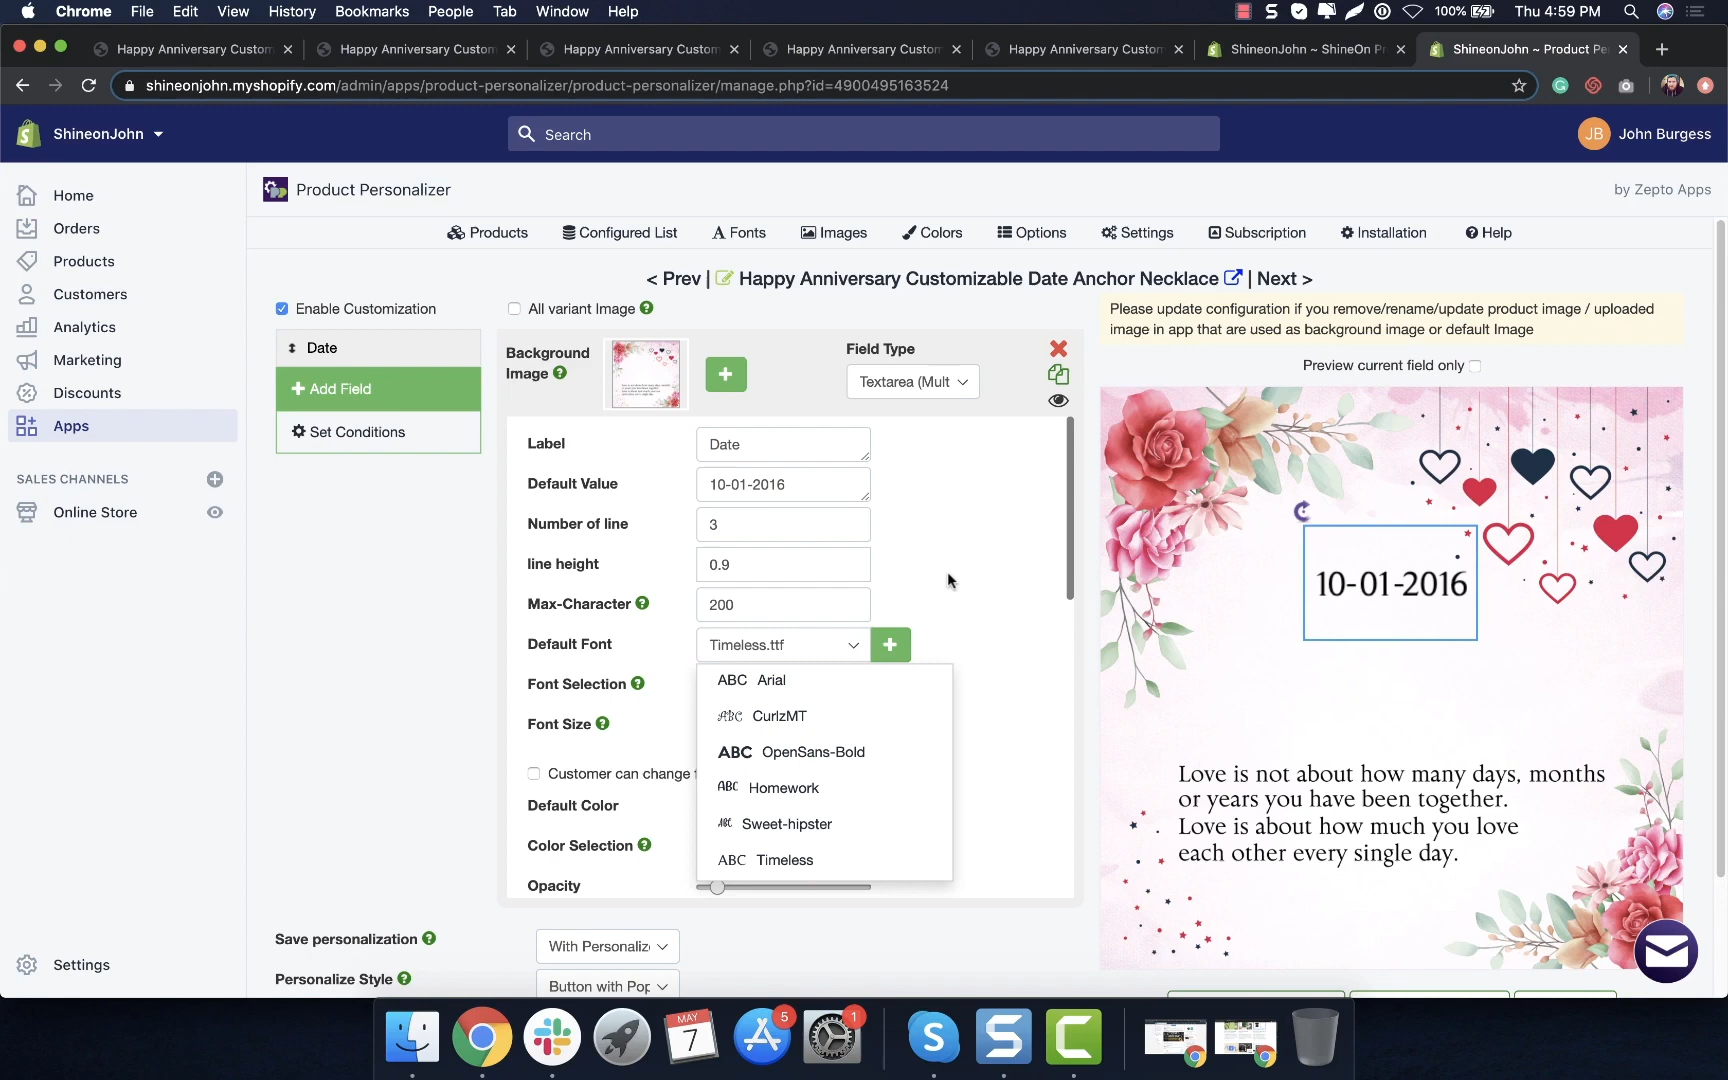 Chrome File Edit View History Bookmarks People Tab Window Help
100% Thu 4:59 PM
Happy Anniversary Custom
Happy Anniversary Custom
Happy Anniversary Custom
Happy Anniversary Custom
Happy Anniversary Custom
ShineonJohn ~ ShineOn Pr
ShineonJohn ~ Product Pe
shineonjohn.myshopify.com/admin/apps/product-personalizer/product-personalizer/manage.php?id=4900495163524
ShineonJohn
Search
JB John Burgess
Home
Orders
Products
Customers
Analytics
Marketing
Discounts
Apps
SALES CHANNELS
Online Store
Settings
Product Personalizer
by Zepto Apps
Products Configured List Fonts Images Colors Options Settings Subscription Installation Help
< Prev | Happy Anniversary Customizable Date Anchor Necklace | Next >
Enable Customization
All variant Image
Please update configuration if you remove/rename/update product image / uploaded
image in app that are used as background image or default Image
Date
+ Add Field
Set Conditions
Background
Image
Field Type
Textarea (Mult
Preview current field only
Label
Date
Default Value
10-01-2016
Number of line
3
line height
0.9
Max-Character
200
Default Font
Timeless.ttf
Font Selection
ABC Arial
ABC CurlzMT
ABC OpenSans-Bold
ABC Homework
ABC Sweet-hipster
ABC Timeless
Font Size
Customer can change
Default Color
Color Selection
Opacity
10-01-2016
Love is not about how many days, months
or years you have been together.
Love is about how much you love
each other every single day.
Save personalization
With Personaliz
Personalize Style
Button with Pop
MAY
7
5
1